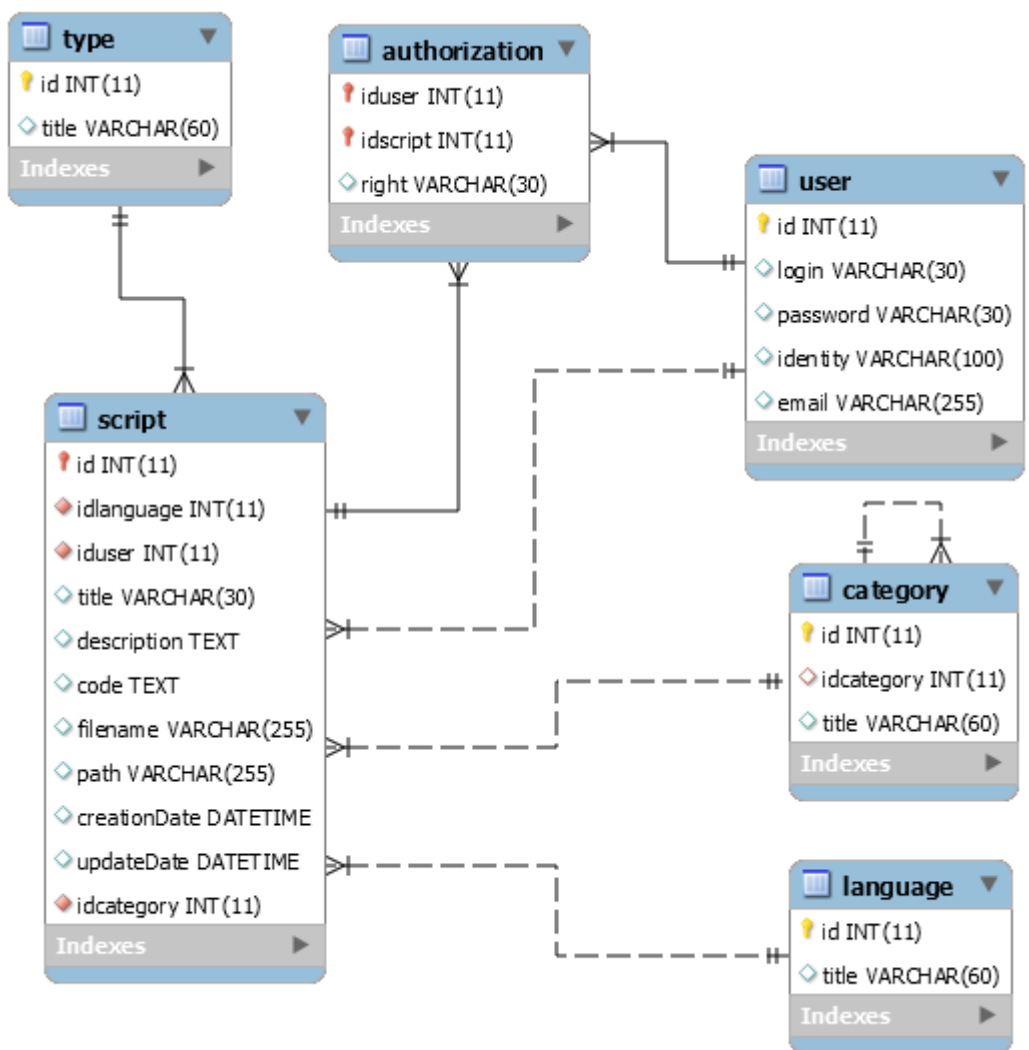 type
id INT(11)
title VARCHAR(60)
Indexes
authorization
iduser INT(11)
idscript INT(11)
right VARCHAR(30)
Indexes
user
id INT(11)
login VARCHAR(30)
password VARCHAR(30)
identity VARCHAR(100)
email VARCHAR(255)
Indexes
script
id INT(11)
idlanguage INT(11)
iduser INT(11)
title VARCHAR(30)
description TEXT
code TEXT
filename VARCHAR(255)
path VARCHAR(255)
creationDate DATETIME
updateDate DATETIME
idcategory INT(11)
Indexes
category
id INT(11)
idcategory INT(11)
title VARCHAR(60)
Indexes
language
id INT(11)
title VARCHAR(60)
Indexes